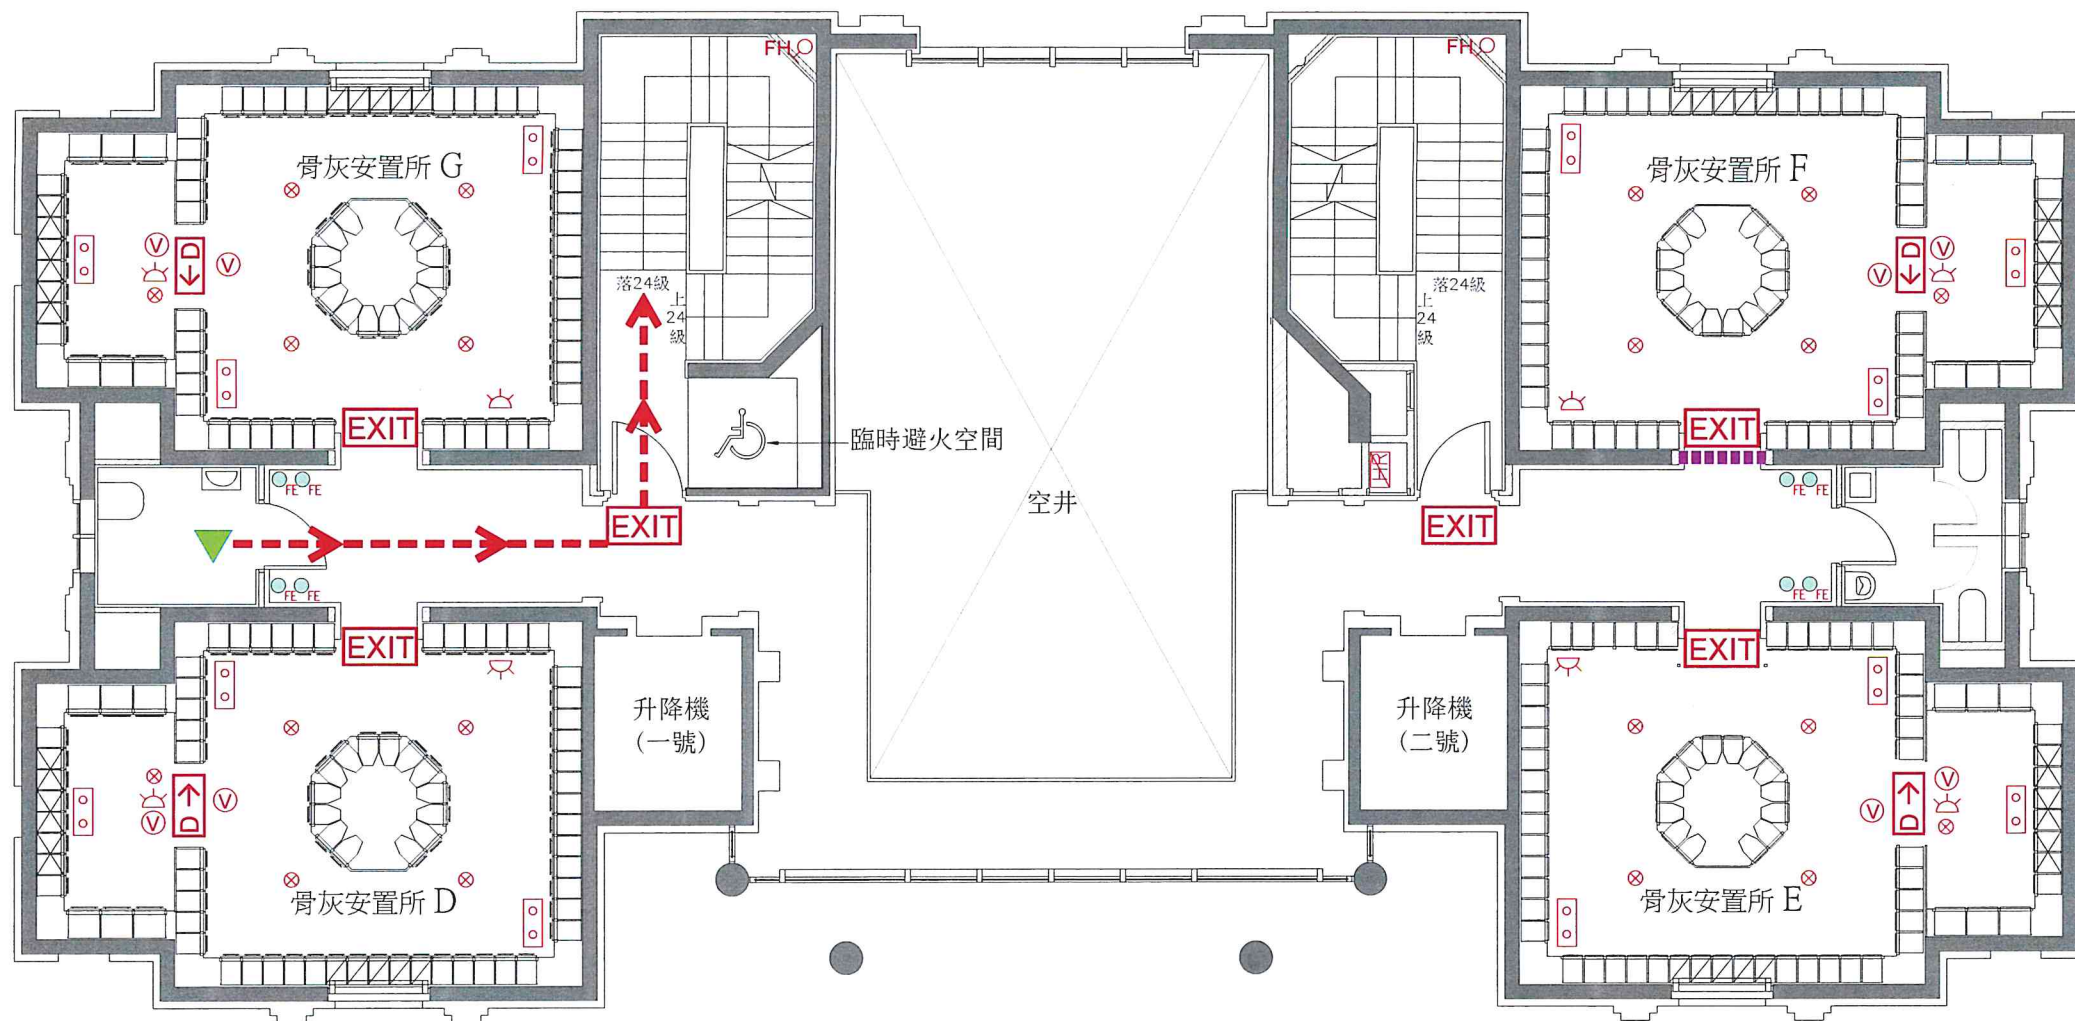 FH
FH
骨灰安置所 G
骨灰安置所 F
V
D
V
V
D
V
落24級
上
24
級
落24級
上
24
級
EXIT
EXIT
臨時避火空間
HR
FE FE
FE FE
空井
EXIT
EXIT
FE FE
FE FE
EXIT
EXIT
升降機
(一號)
升降機
(二號)
V
D
V
V
D
V
骨灰安置所 D
骨灰安置所 E